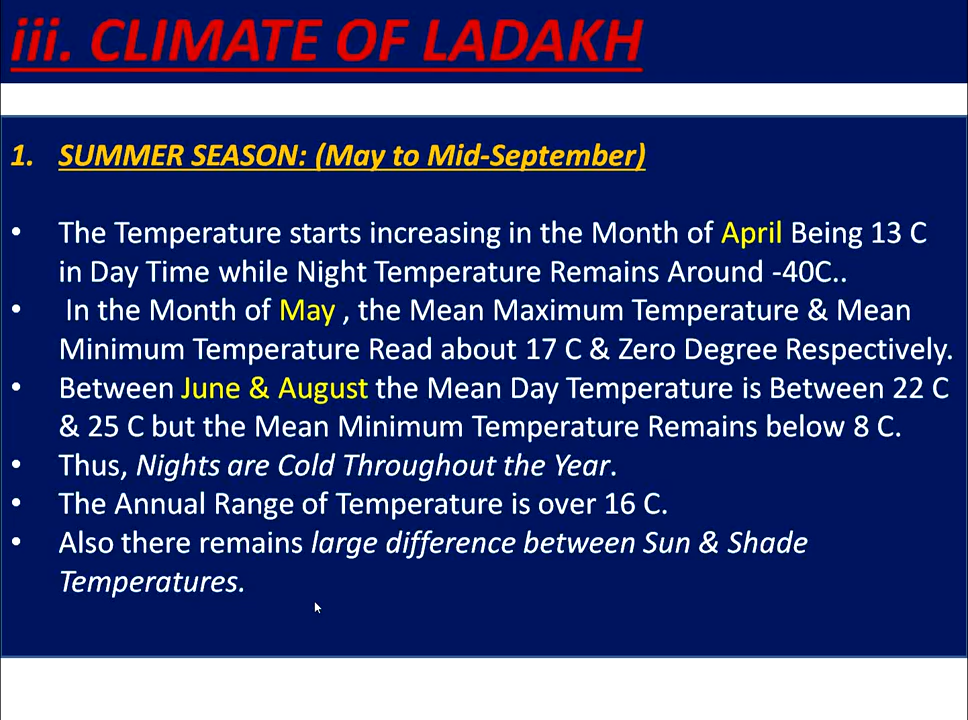 iii. CLIMATE OF LADAKH
1. SUMMER SEASON: (May to Mid-September)
• The Temperature starts increasing in the Month of April Being 13 C
in Day Time while Night Temperature Remains Around -40C..
• In the Month of May , the Mean Maximum Temperature & Mean
Minimum Temperature Read about 17 C & Zero Degree Respectively.
• Between June & August the Mean Day Temperature is Between 22 C
& 25 C but the Mean Minimum Temperature Remains below 8 C.
• Thus, Nights are Cold Throughout the Year.
• The Annual Range of Temperature is over 16 C.
• Also there remains large difference between Sun & Shade
Temperatures.